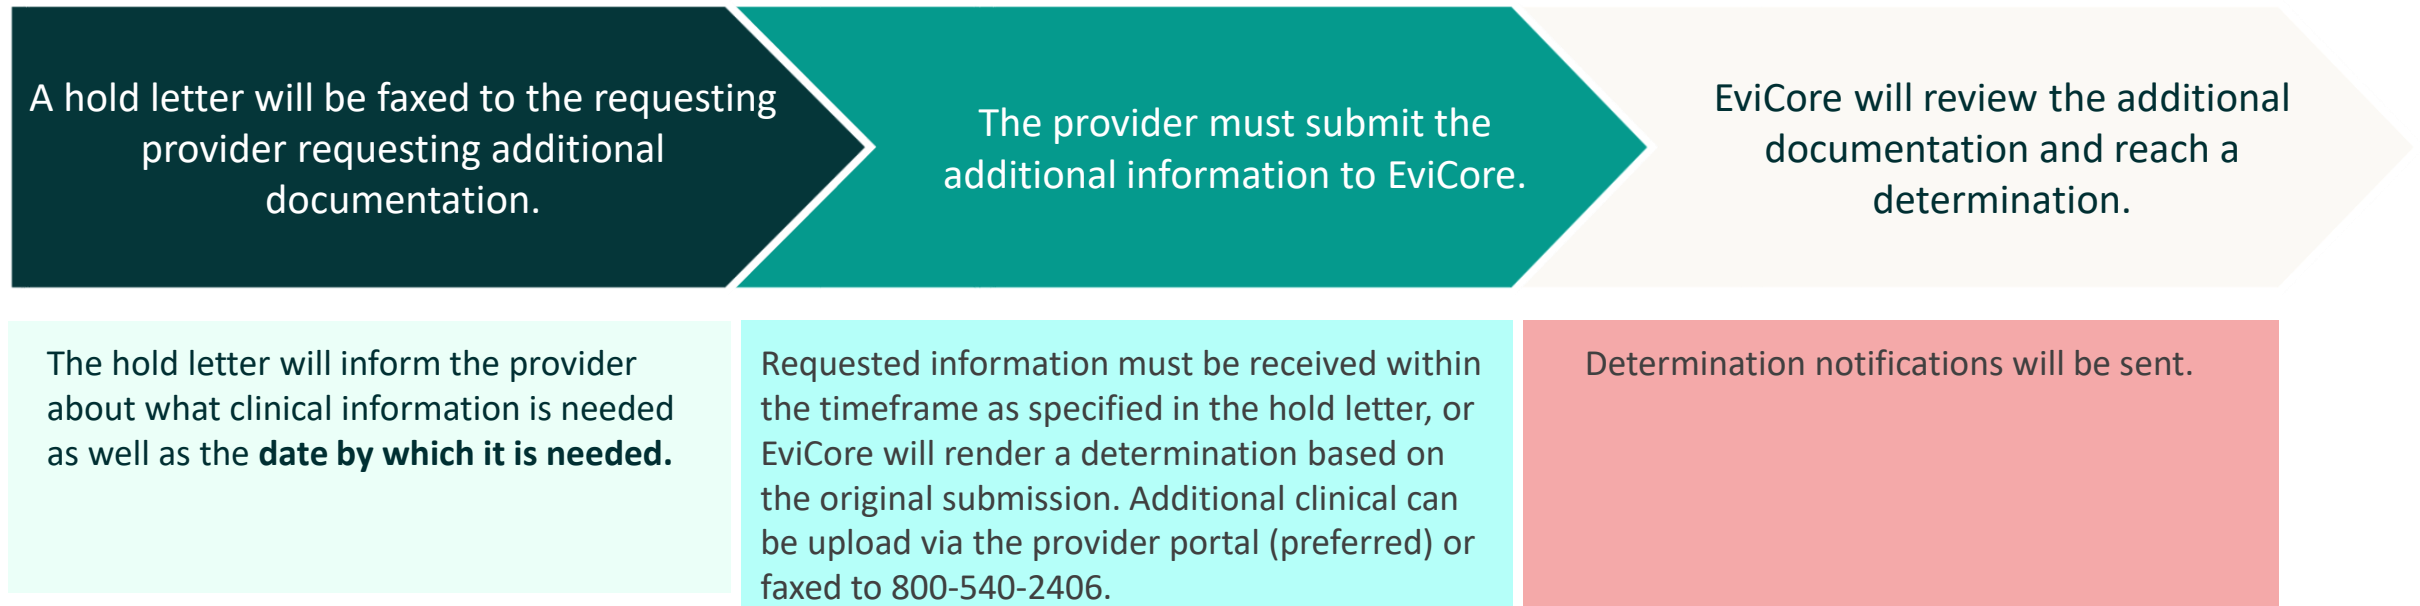 A hold letter will be faxed to the requesting
provider requesting additional
documentation.
The provider must submit the
additional information to EviCore.
EviCore will review the additional
documentation and reach a
determination.
The hold letter will inform the provider
about what clinical information is needed
as well as the date by which it is needed.
Requested information must be received within
the timeframe as specified in the hold letter, or
EviCore will render a determination based on
the original submission. Additional clinical can
be upload via the provider portal (preferred) or
faxed to 800-540-2406.
Determination notifications will be sent.